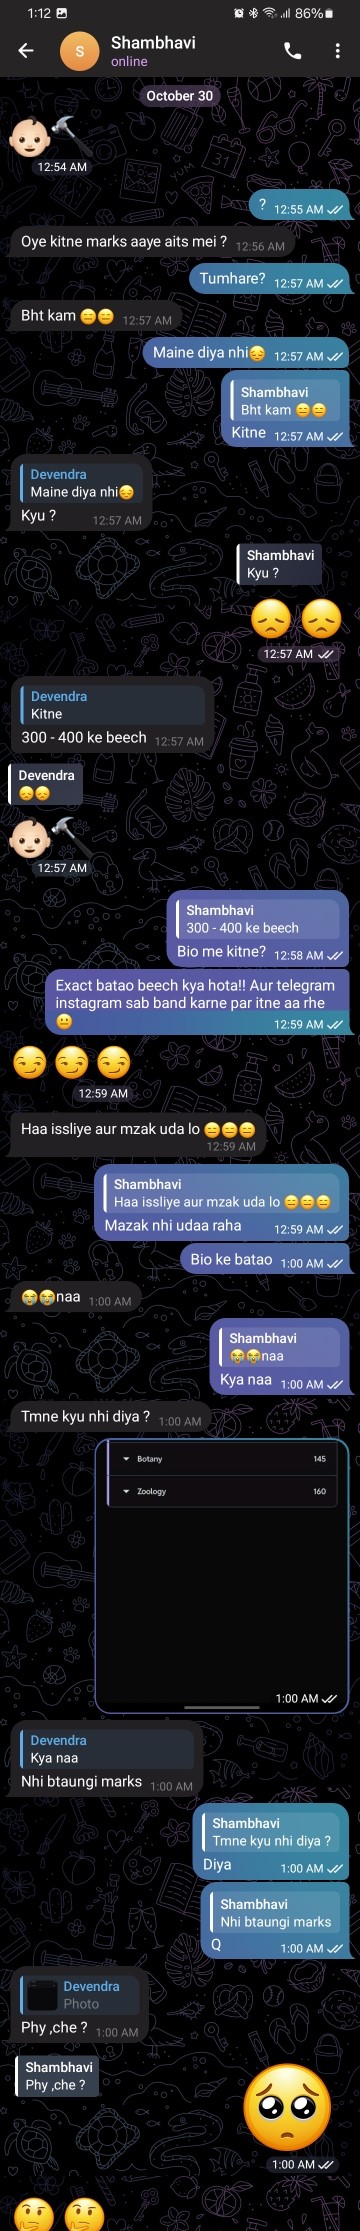 1:12
86%
Shambhavi
online
S
October 30
👶🏻🔨
12:54 AM
? 12:55 AM
Oye kitne marks aaye aits mei ? 12:56 AM
Tumhare? 12:57 AM
Bht kam 😑😑 12:57 AM
Maine diya nhi😔 12:57 AM
Shambhavi
Bht kam 😑😑
Kitne 12:57 AM
Devendra
Maine diya nhi😔
Kyu ? 12:57 AM
Shambhavi
Kyu ?
😞😞
12:57 AM
Devendra
Kitne
300 - 400 ke beech 12:57 AM
Devendra
😞😞
👶🏻🔨
12:57 AM
Shambhavi
300 - 400 ke beech
Bio me kitne? 12:58 AM
Exact batao beech kya hota!! Aur telegram
instagram sab band karne par itne aa rhe
😐 12:59 AM
😏😏😏
12:59 AM
Haa issliye aur mzak uda lo 😑😑😑
12:59 AM
Shambhavi
Haa issliye aur mzak uda lo 😑😑😑
Mazak nhi udaa raha 12:59 AM
Bio ke batao 1:00 AM
😭😭naa 1:00 AM
Shambhavi
😭😭naa
Kya naa 1:00 AM
Tmne kyu nhi diya ? 1:00 AM
Botany 145
Zoology 160
1:00 AM
Devendra
Kya naa
Nhi btaungi marks 1:00 AM
Shambhavi
Tmne kyu nhi diya ?
Diya 1:00 AM
Shambhavi
Nhi btaungi marks
Q 1:00 AM
Devendra
Photo
Phy ,che ? 1:00 AM
Shambhavi
Phy ,che ?
🥺
1:00 AM
🤔🤔